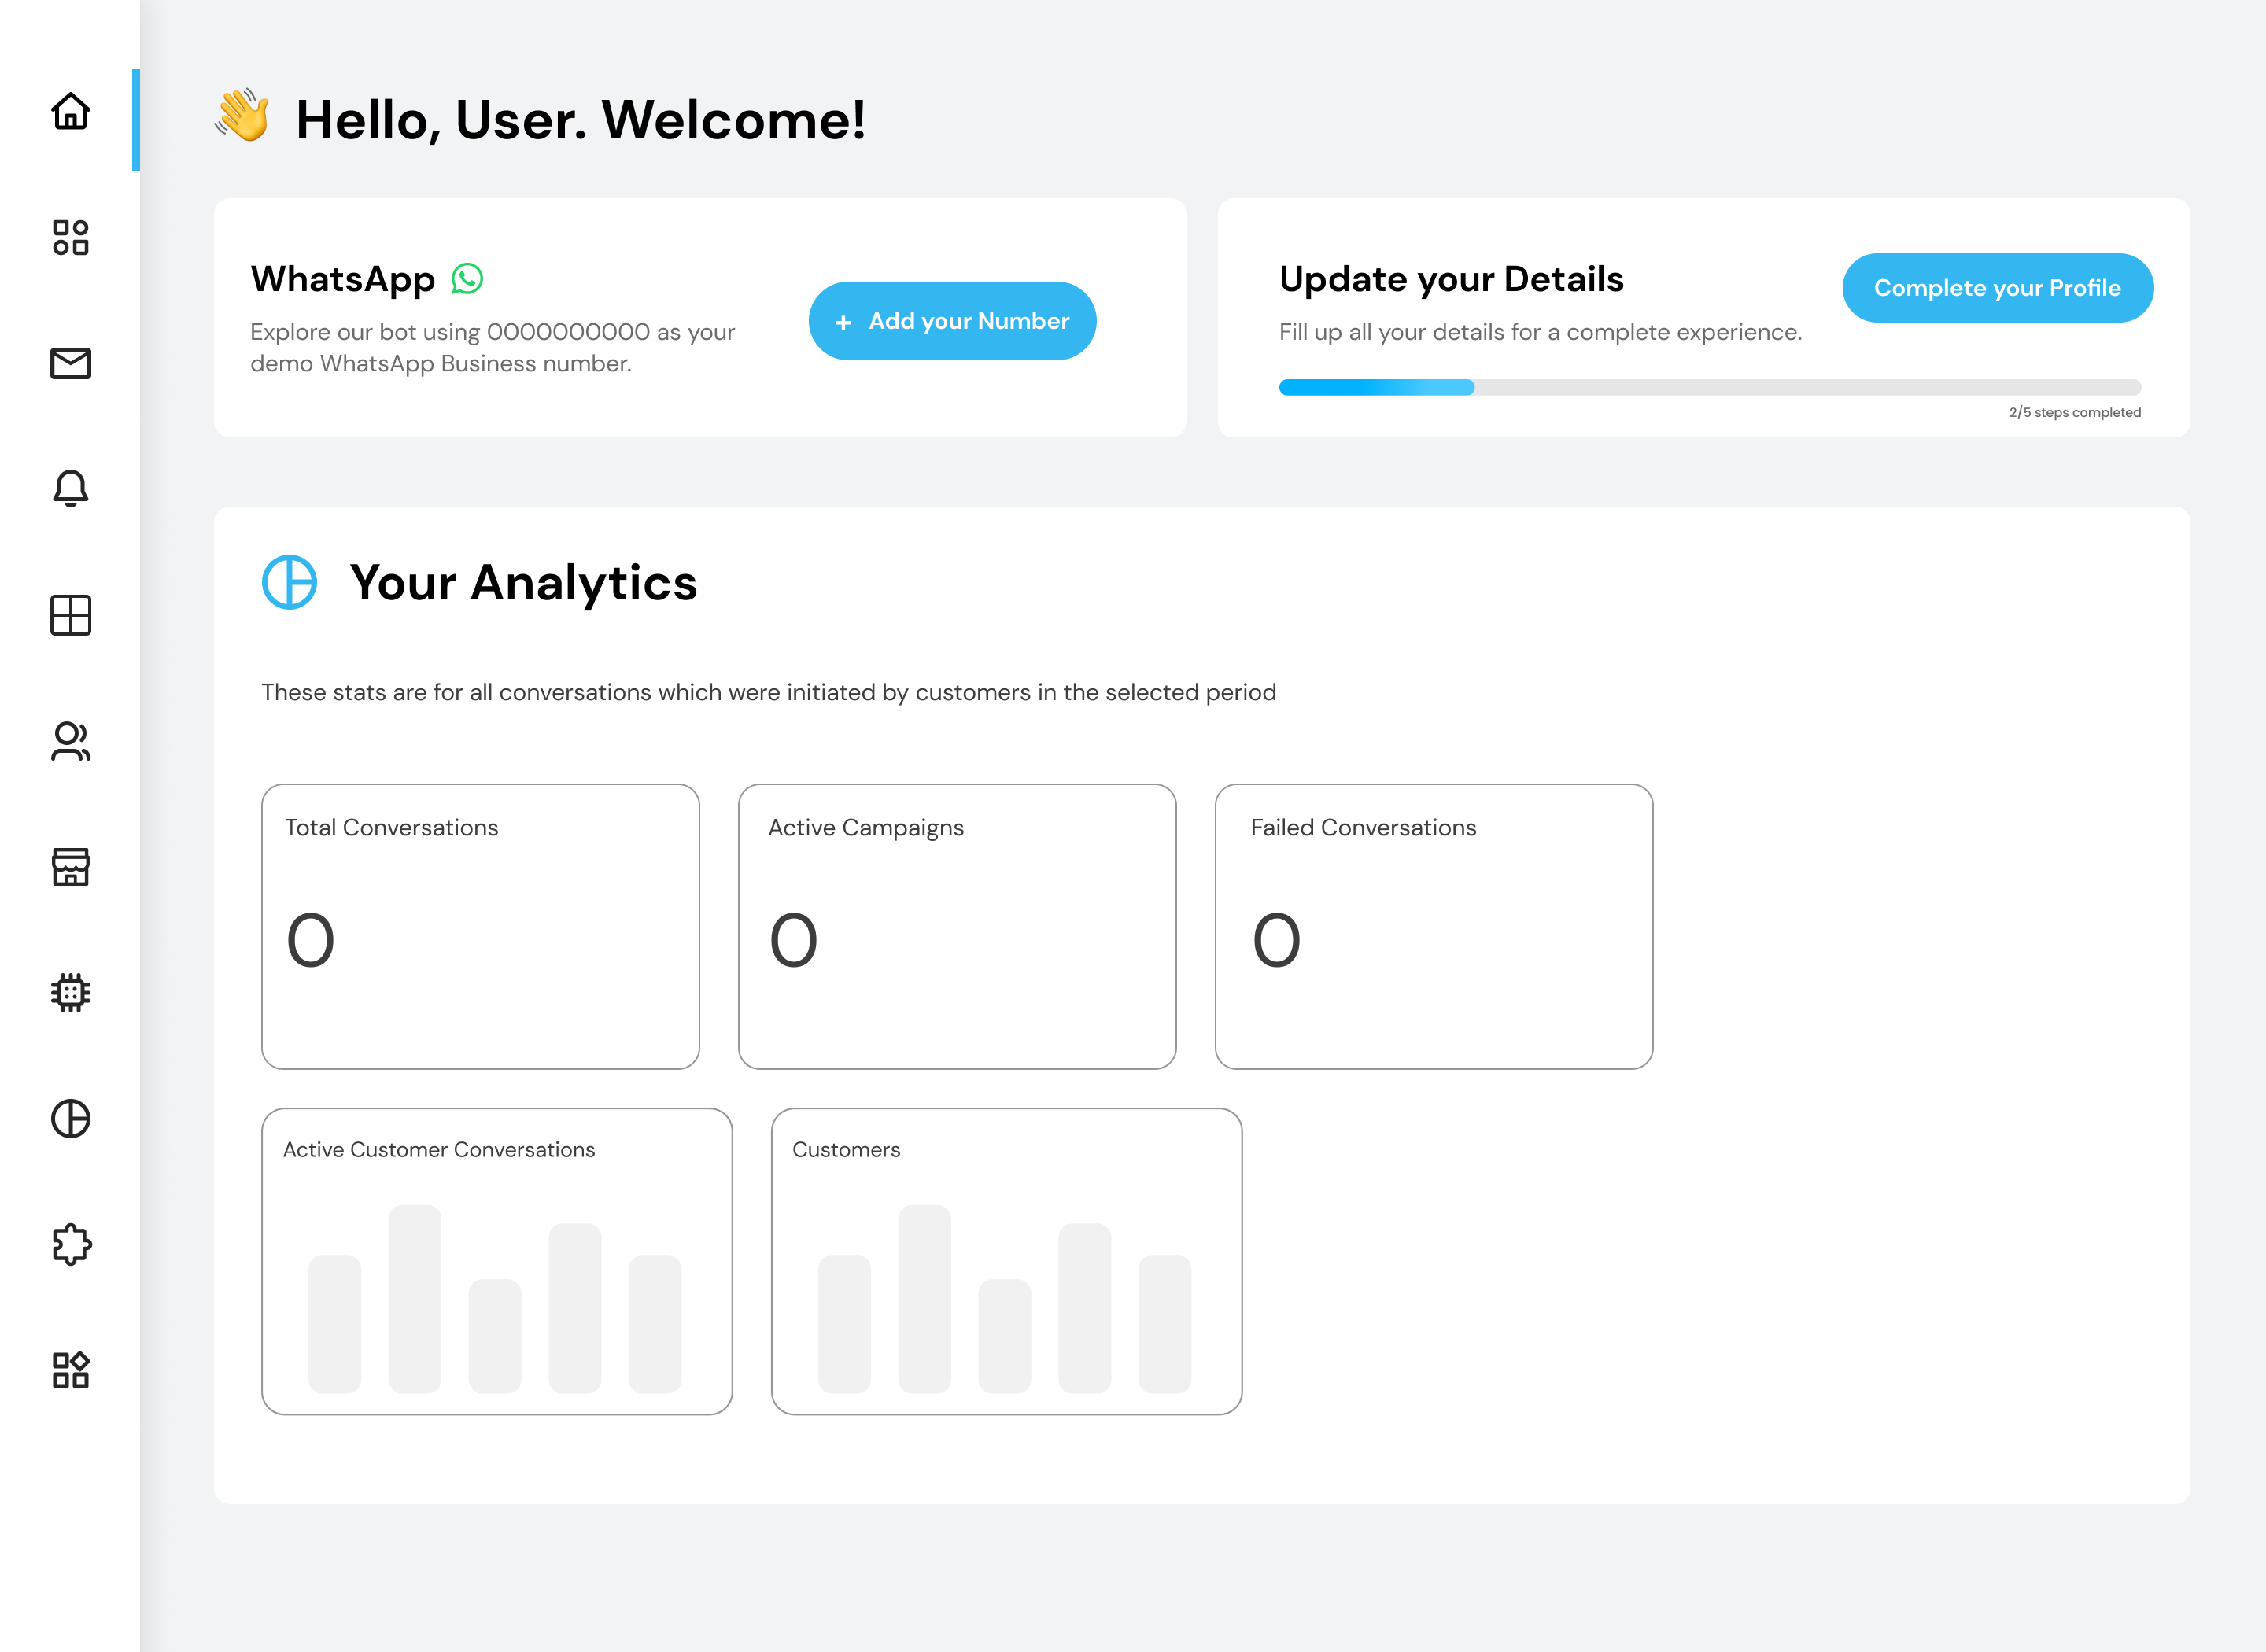 👋 Hello, User. Welcome!
WhatsApp
Explore our bot using 0000000000 as your
demo WhatsApp Business number.
+ Add your Number
Update your Details
Fill up all your details for a complete experience.
Complete your Profile
2/5 steps completed
Your Analytics
These stats are for all conversations which were initiated by customers in the selected period
Total Conversations
0
Active Campaigns
0
Failed Conversations
0
Active Customer Conversations
Customers